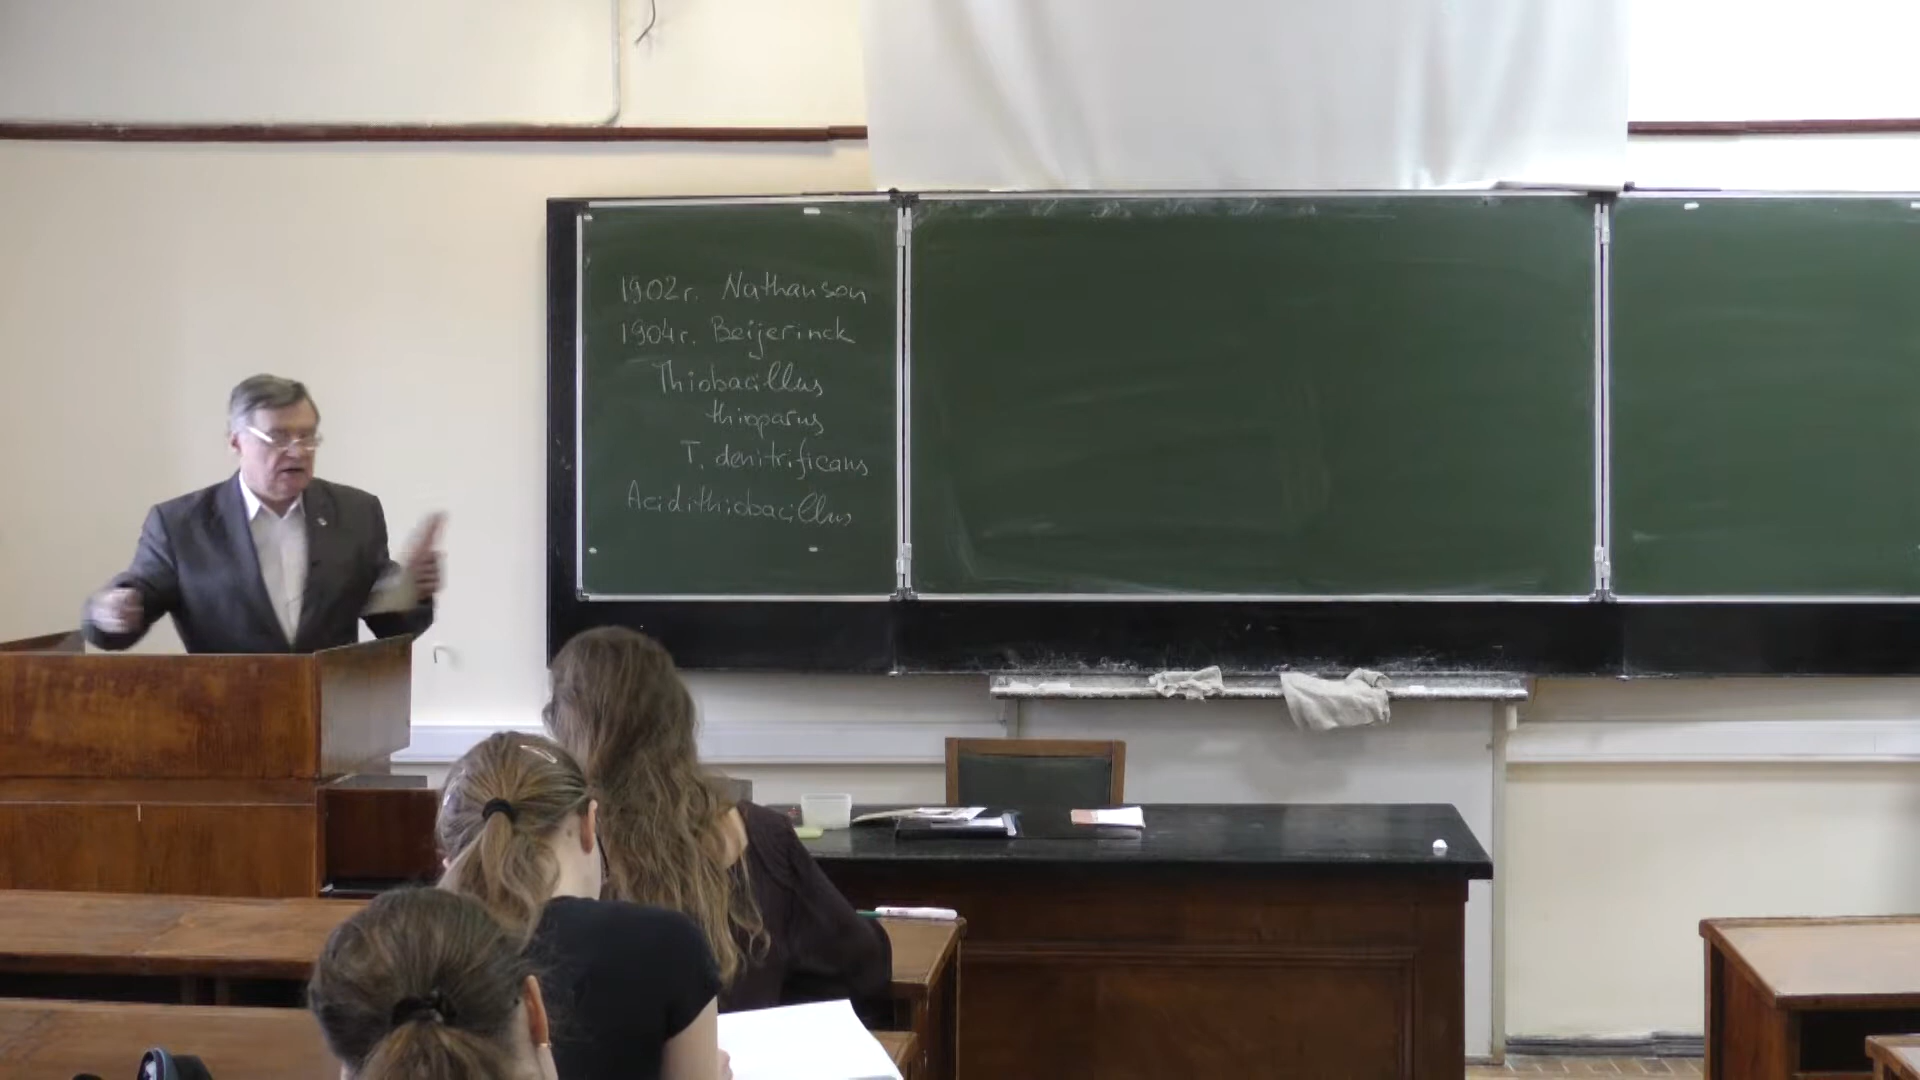 1902г. Nathanson
1904г. Beijerinck
Thiobacillus
thioparus
T. denitrificans
Acidithiobacillus